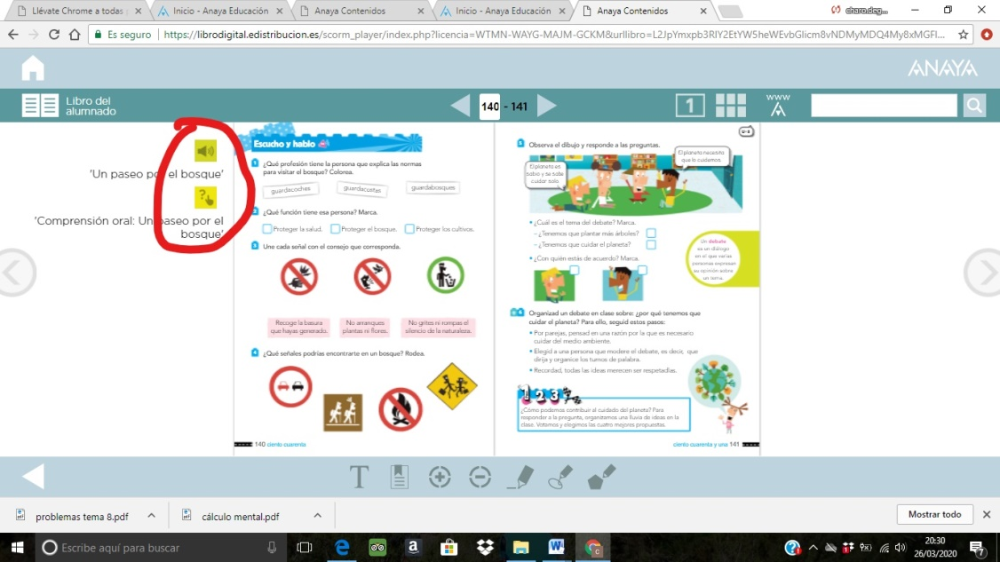 Llévate Chrome a todas
Inicio - Anaya Educación
Anaya Contenidos
Inicio - Anaya Educación
Anaya Contenidos
Es seguro
https://librodigital.edistribucion.es/scorm_player/index.php?licencia=WTMN-WAYG-MAJM-GCKM&urllibro=
ANAYA
Libro del
alumnado
140 - 141
1
WWW
'Un paseo por el bosque'
'Comprensión oral: Un paseo por el
bosque'
Escucho y hablo
1 ¿Qué profesión tiene la persona que explica las normas
para visitar el bosque? Colorea.
guardacoches
guardacostas
guardabosques
2 ¿Qué función tiene esa persona? Marca.
Proteger la salud.
Proteger el bosque.
Proteger los cultivos.
3 Une cada señal con el consejo que corresponda.
Recoge la basura
que hayas generado.
No arranques
plantas ni flores.
No grites ni rompas el
silencio de la naturaleza.
4 ¿Qué señales podrías encontrarte en un bosque? Rodea.
140 ciento cuarenta
5 Observa el dibujo y responde a las preguntas.
El planeta es
sabio y se sabe
cuidar solo.
El planeta necesita
que lo cuidemos.
• ¿Cuál es el tema del debate? Marca.
– ¿Tenemos que plantar más árboles?
– ¿Tenemos que cuidar el planeta?
• ¿Con quién estás de acuerdo? Marca.
Un debate
es un diálogo
en el que varias
personas expresan
su opinión sobre
un tema.
Organizad un debate en clase sobre: ¿por qué tenemos que
cuidar el planeta? Para ello, seguid estos pasos:
• Por parejas, pensad en una razón por la que es necesario
cuidar del medio ambiente.
• Elegid a una persona que modere el debate, es decir, que
dirija y organice los turnos de palabra.
• Recordad, todas las ideas merecen ser respetadas.
1 2 3
¿Cómo podemos contribuir al cuidado del planeta? Para
responder a la pregunta, organizamos una lluvia de ideas en la
clase. Votamos y elegimos las cuatro mejores propuestas.
ciento cuarenta y una 141
T
problemas tema 8.pdf
cálculo mental.pdf
Mostrar todo
Escribe aquí para buscar
20:30
26/03/2020